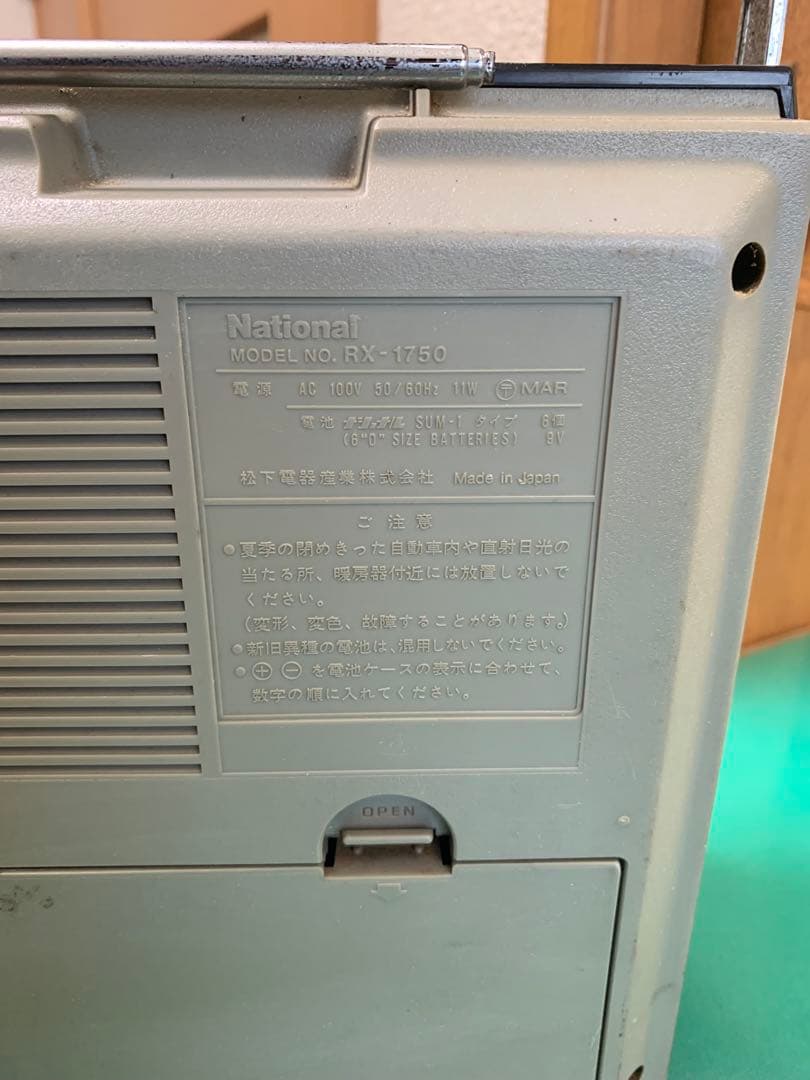 National
MODEL NO. RX-1750
電源 AC 100V 50/60Hz 11W 〶 MAR
電池 ナショナル SUM-1 タイプ 6個
(6"D" SIZE BATTERIES) 9V
松下電器産業株式会社 Made in Japan
ご注意
●夏季の閉めきった自動車内や直射日光の
当たる所、暖房器付近には放置しないで
ください。
(変形、変色、故障することがあります。)
●新旧異種の電池は、混用しないでください。
●⊕⊖を電池ケースの表示に合わせて、
数字の順に入れてください。
OPEN